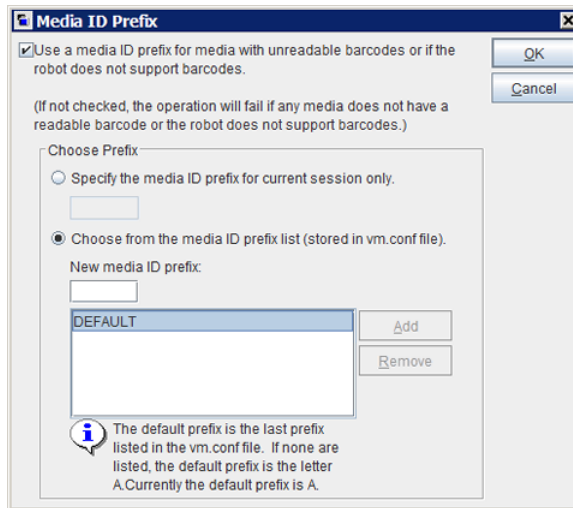 Media ID Prefix
Use a media ID prefix for media with unreadable barcodes or if the
robot does not support barcodes.
OK
Cancel
(If not checked, the operation will fail if any media does not have a
readable barcode or the robot does not support barcodes.)
Choose Prefix
Specify the media ID prefix for current session only.
Choose from the media ID prefix list (stored in vm.conf file).
New media ID prefix:
DEFAULT
Add
Remove
The default prefix is the last prefix
listed in the vm.conf file. If none are
listed, the default prefix is the letter
A.Currently the default prefix is A.